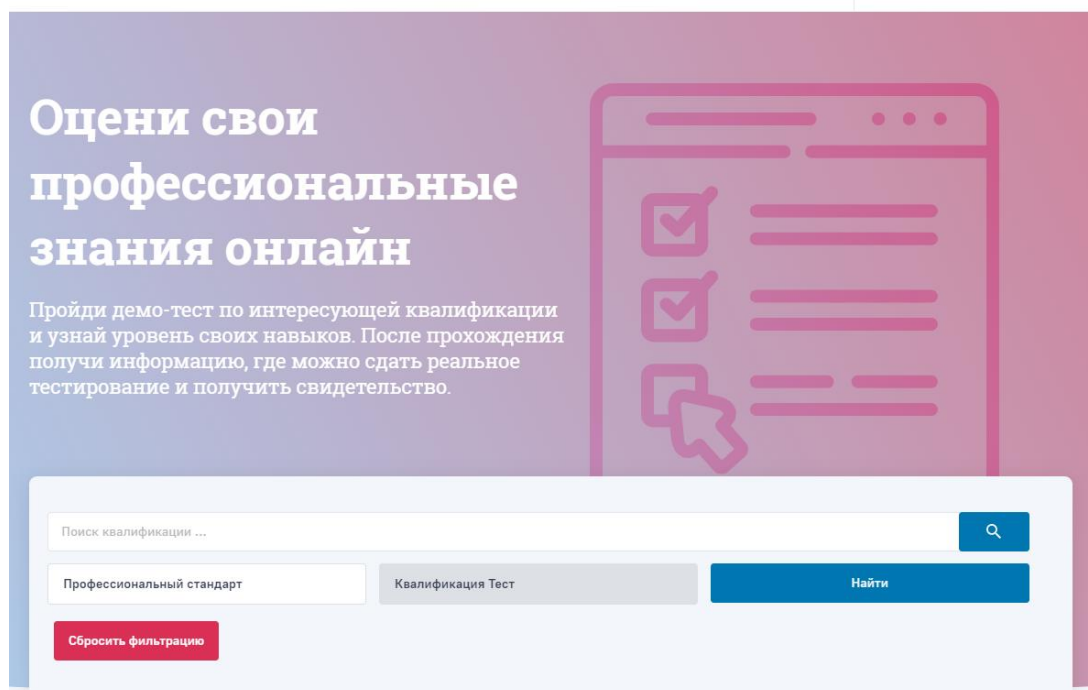 Оцени свои
профессиональные
знания онлайн
Пройди демо-тест по интересующей квалификации
и узнай уровень своих навыков. После прохождения
получи информацию, где можно сдать реальное
тестирование и получить свидетельство.
Поиск квалификации ...
Профессиональный стандарт
Квалификация Тест
Найти
Сбросить фильтрацию